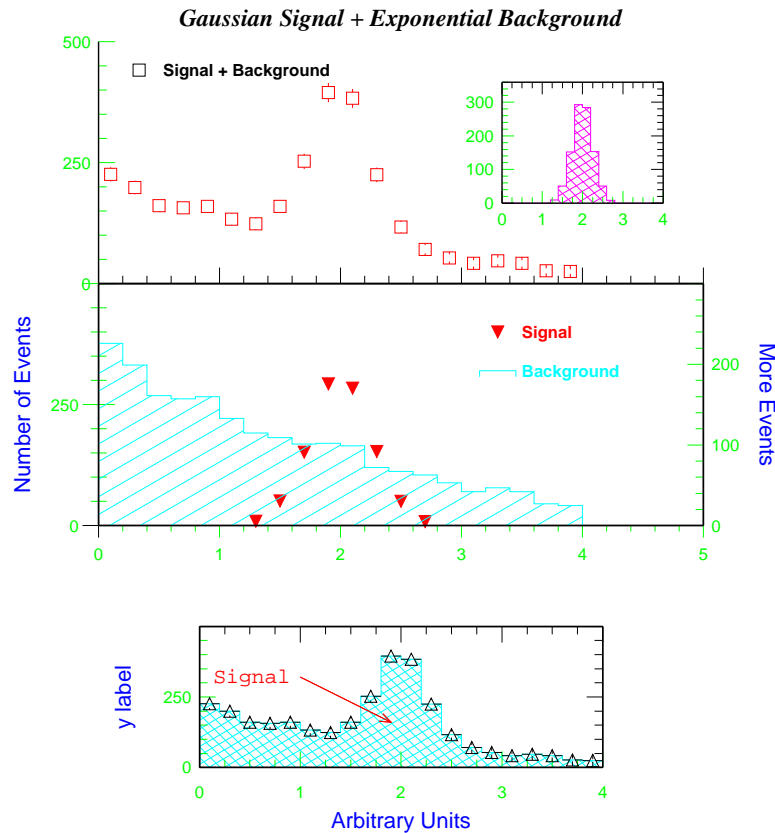 Gaussian Signal + Exponential Background
500
Signal + Background
250
0
300
200
100
0
0 1 2 3 4
Number of Events
250
0
Signal
Background
200
100
0
More Events
0 1 2 3 4 5
y label
250
0
Signal
0 1 2 3 4
Arbitrary Units